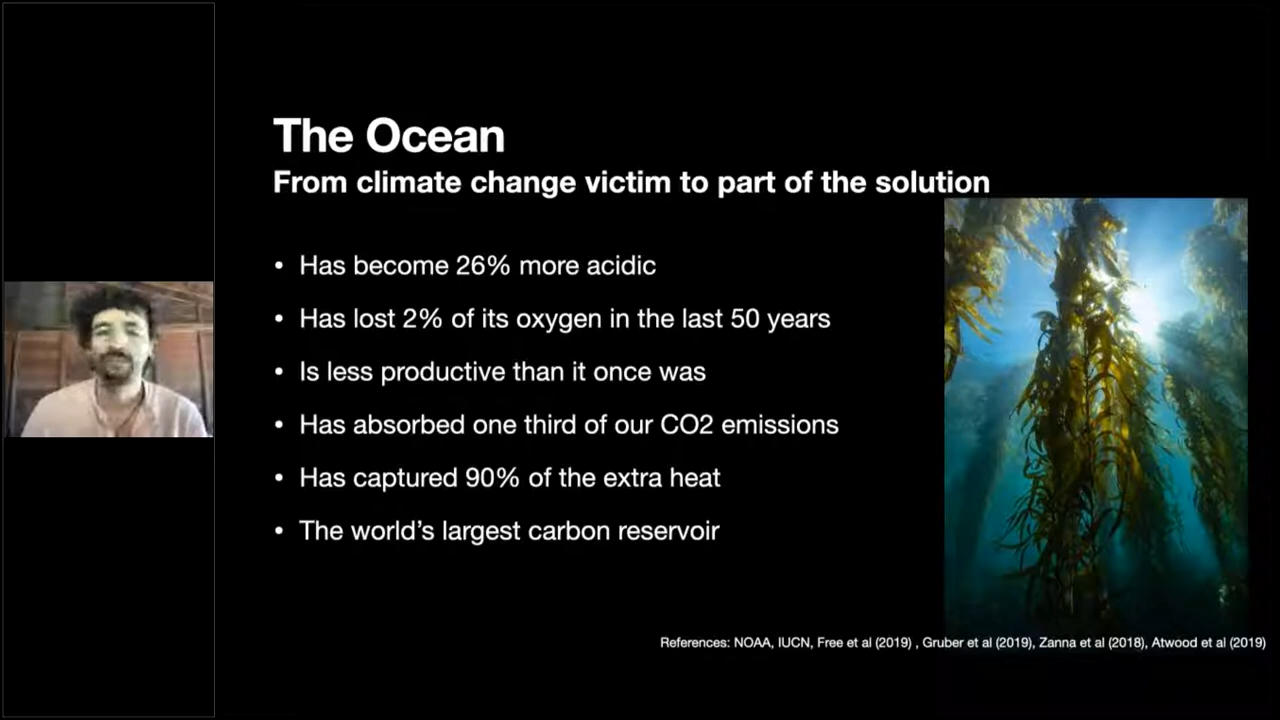 The Ocean
From climate change victim to part of the solution
• Has become 26% more acidic
• Has lost 2% of its oxygen in the last 50 years
• Is less productive than it once was
• Has absorbed one third of our CO2 emissions
• Has captured 90% of the extra heat
• The world’s largest carbon reservoir
References: NOAA, IUCN, Free et al (2019) , Gruber et al (2019), Zanna et al (2018), Atwood et al (2019)